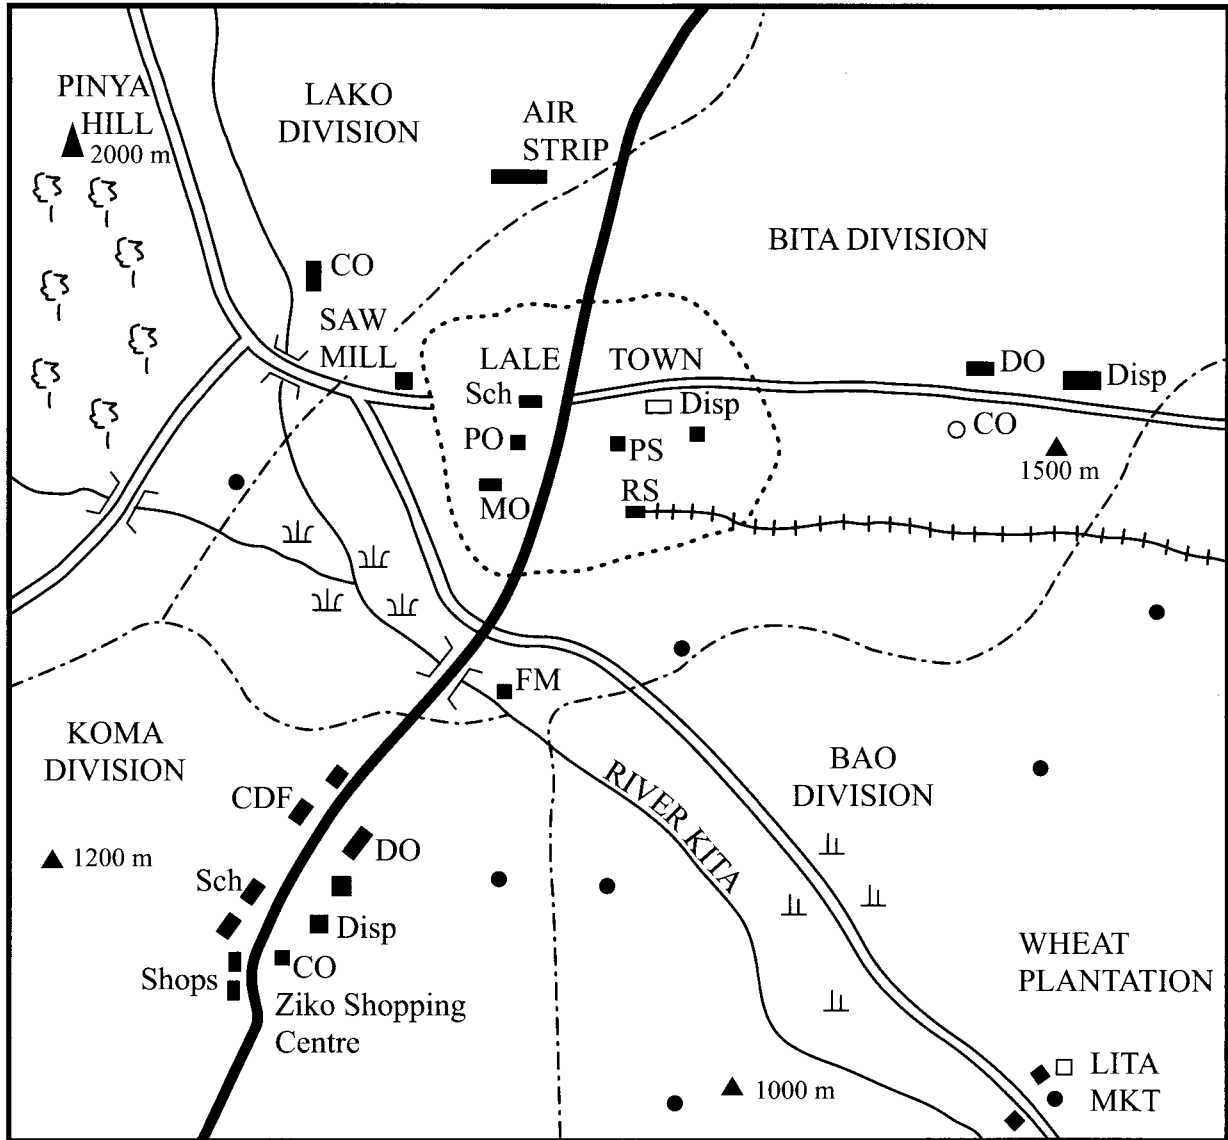 PINYA
HILL
2000 m
LAKO
DIVISION
AIR
STRIP
BITA DIVISION
CO
SAW
MILL
LALE TOWN
Sch
Disp
PO
PS
MO
RS
DO
Disp
CO
1500 m
FM
KOMA
DIVISION
CDF
DO
1200 m
Sch
Disp
Shops
CO
Ziko Shopping
Centre
RIVER KITA
BAO
DIVISION
WHEAT
PLANTATION
1000 m
LITA
MKT